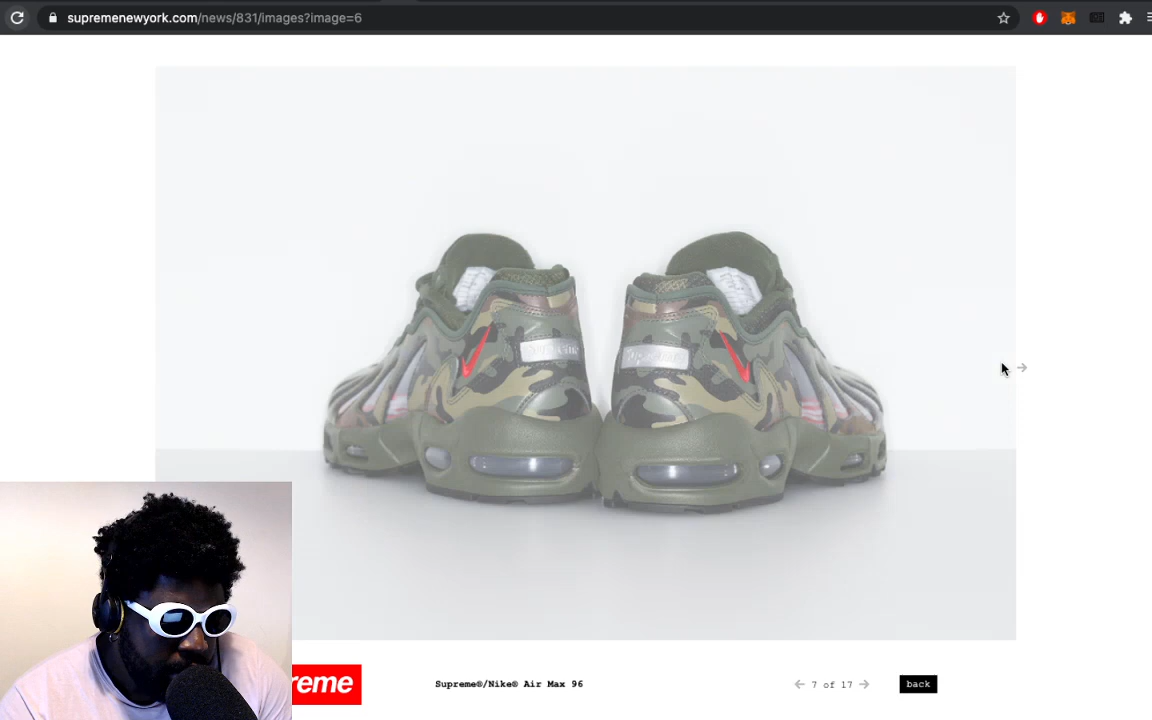 supremenewyork.com/news/831/images?image=6
reme
Supreme®/Nike® Air Max 96
7 of 17
back